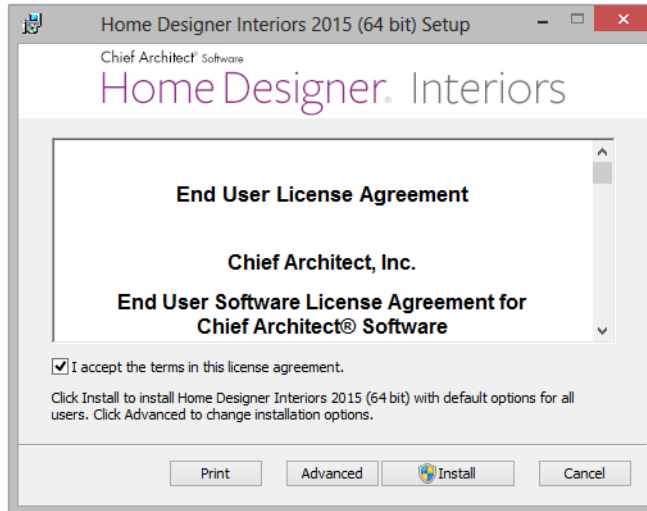 Home Designer Interiors 2015 (64 bit) Setup
Chief Architect® Software
Home Designer® Interiors
End User License Agreement
Chief Architect, Inc.
End User Software License Agreement for
Chief Architect® Software
I accept the terms in this license agreement.
Click Install to install Home Designer Interiors 2015 (64 bit) with default options for all
users. Click Advanced to change installation options.
Print Advanced Install Cancel